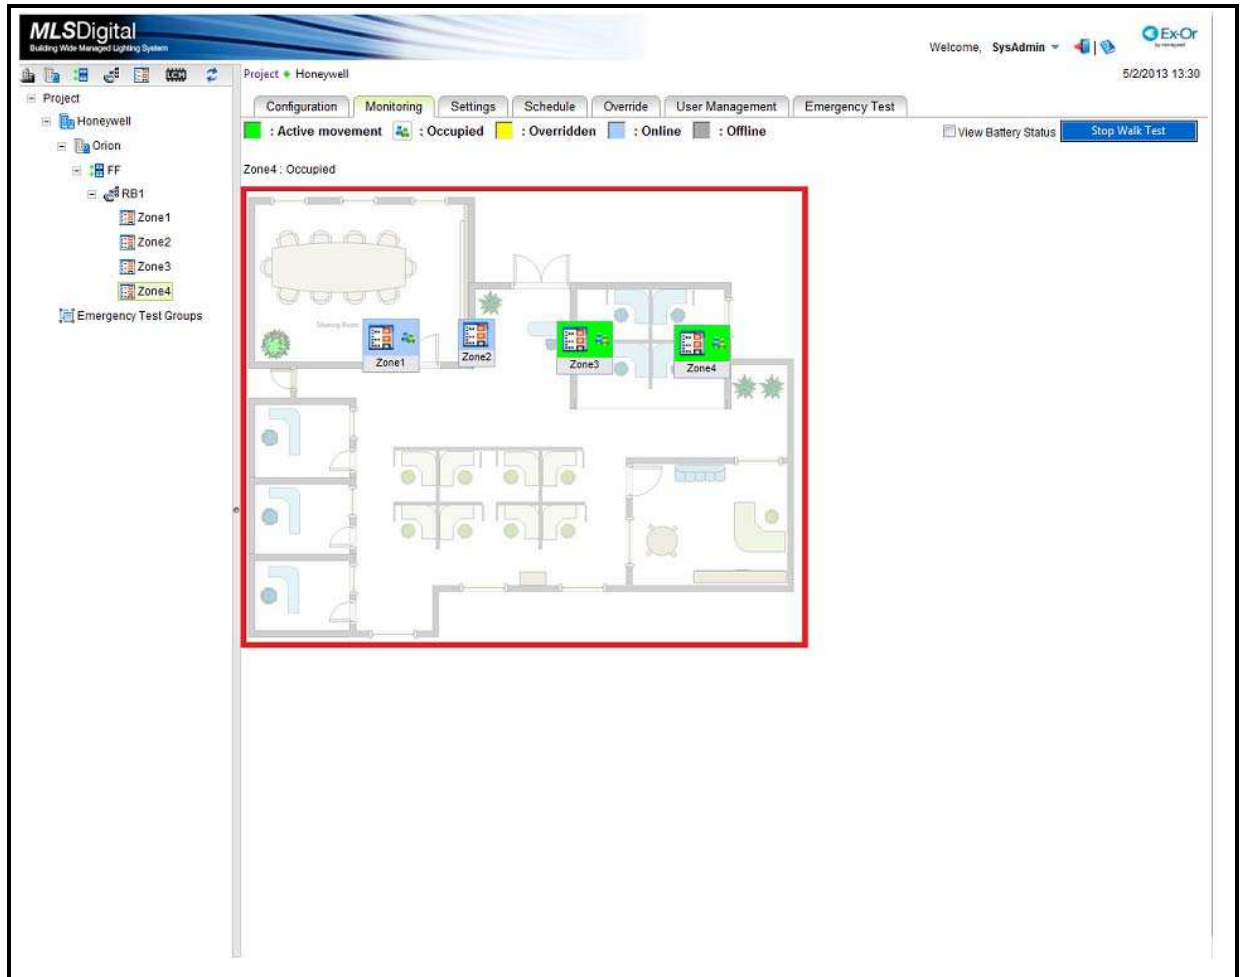 MLSDigital
Building Wide Managed Lighting System
Welcome, SysAdmin
Ex-Or
by Honeywell
Project Honeywell
5/2/2013 13:30
Project
Honeywell
Orion
FF
RB1
Zone1
Zone2
Zone3
Zone4
Emergency Test Groups
Configuration Monitoring Settings Schedule Override User Management Emergency Test
: Active movement : Occupied : Overridden : Online : Offline
View Battery Status Stop Walk Test
Zone4 : Occupied
Zone1
Zone2
Zone3
Zone4